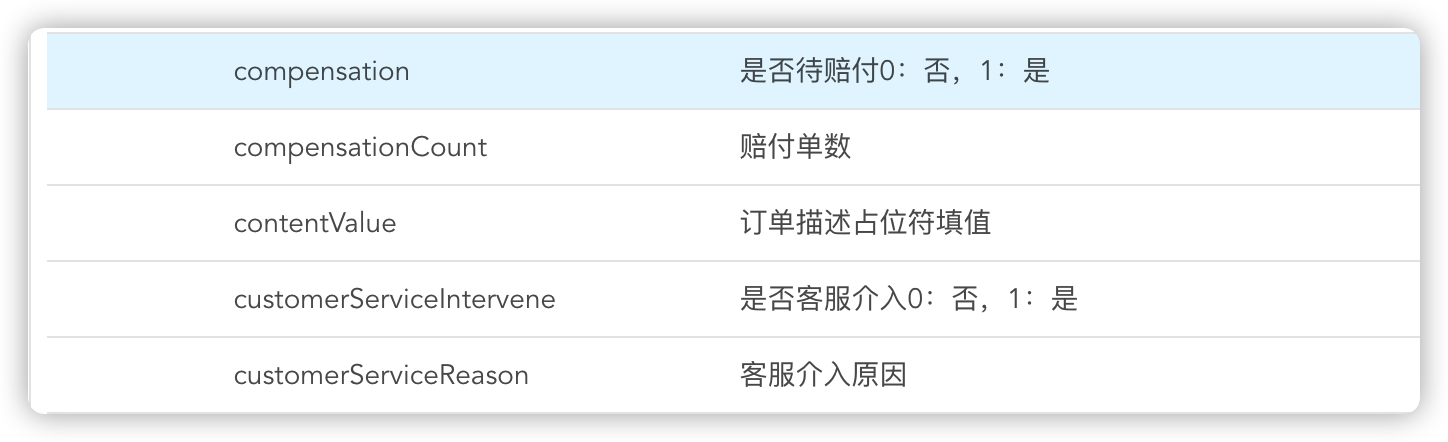 compensation 是否待赔付0：否，1：是
compensationCount 赔付单数
contentValue 订单描述占位符填值
customerServiceIntervene 是否客服介入0：否，1：是
customerServiceReason 客服介入原因